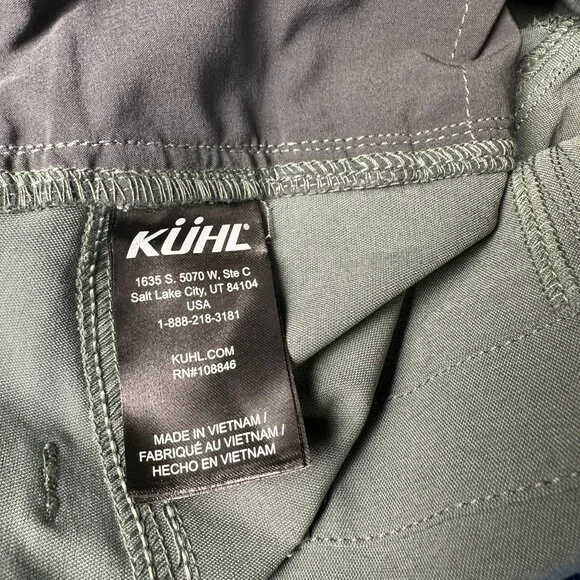 KÜHL®
1635 S. 5070 W. Ste C
Salt Lake City, UT 84104
USA
1-888-218-3181
KUHL.COM
RN#108846
MADE IN VIETNAM /
FABRIQUÉ AU VIETNAM /
HECHO EN VIETNAM